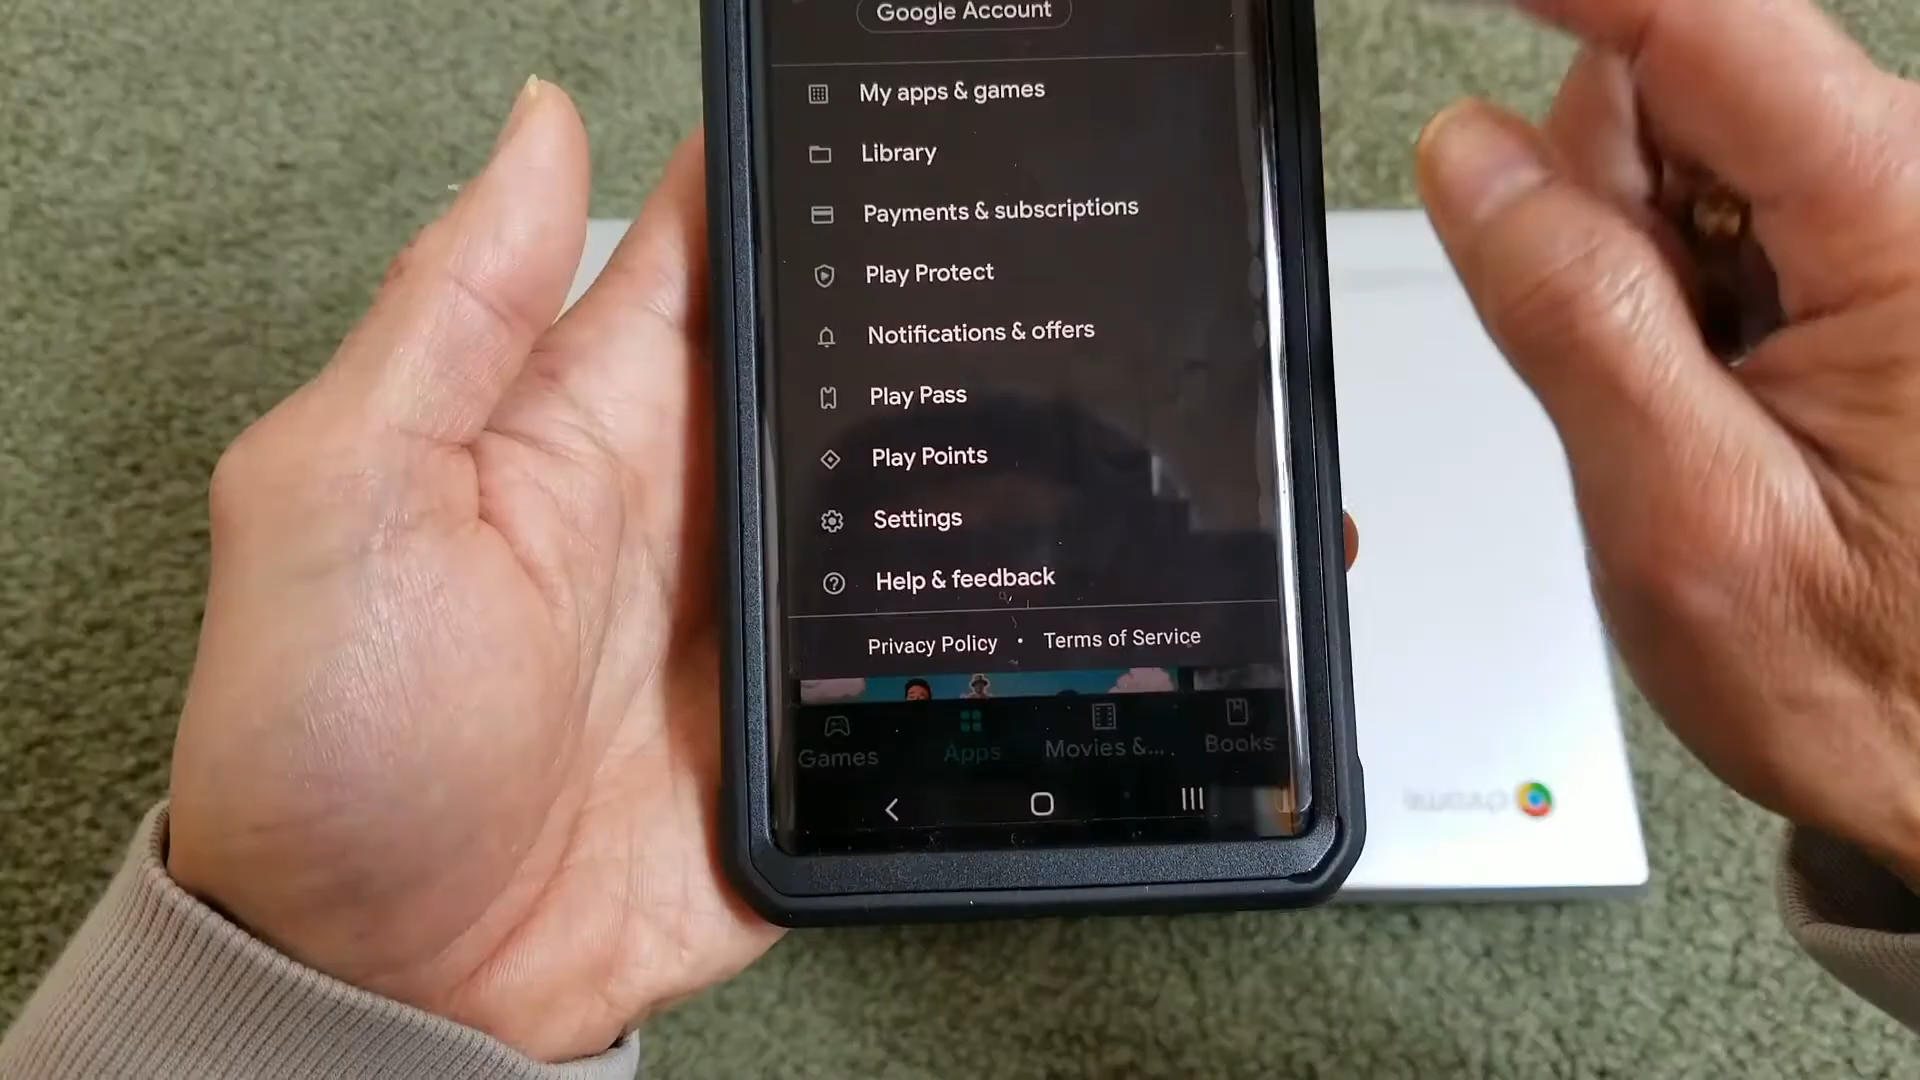 Google Account
My apps & games
Library
Payments & subscriptions
Play Protect
Notifications & offers
Play Pass
Play Points
Settings
Help & feedback
Privacy Policy • Terms of Service
Games
Apps
Movies &...
Books
chrome